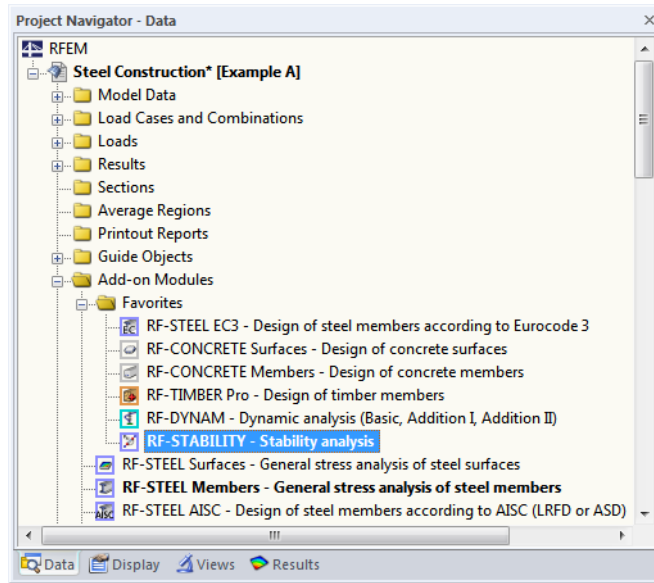 Project Navigator - Data
RFEM
Steel Construction* [Example A]
Model Data
Load Cases and Combinations
Loads
Results
Sections
Average Regions
Printout Reports
Guide Objects
Add-on Modules
Favorites
RF-STEEL EC3 - Design of steel members according to Eurocode 3
RF-CONCRETE Surfaces - Design of concrete surfaces
RF-CONCRETE Members - Design of concrete members
RF-TIMBER Pro - Design of timber members
RF-DYNAM - Dynamic analysis (Basic, Addition I, Addition II)
RF-STABILITY - Stability analysis
RF-STEEL Surfaces - General stress analysis of steel surfaces
RF-STEEL Members - General stress analysis of steel members
AISC RF-STEEL AISC - Design of steel members according to AISC (LRFD or ASD)
Data Display Views Results